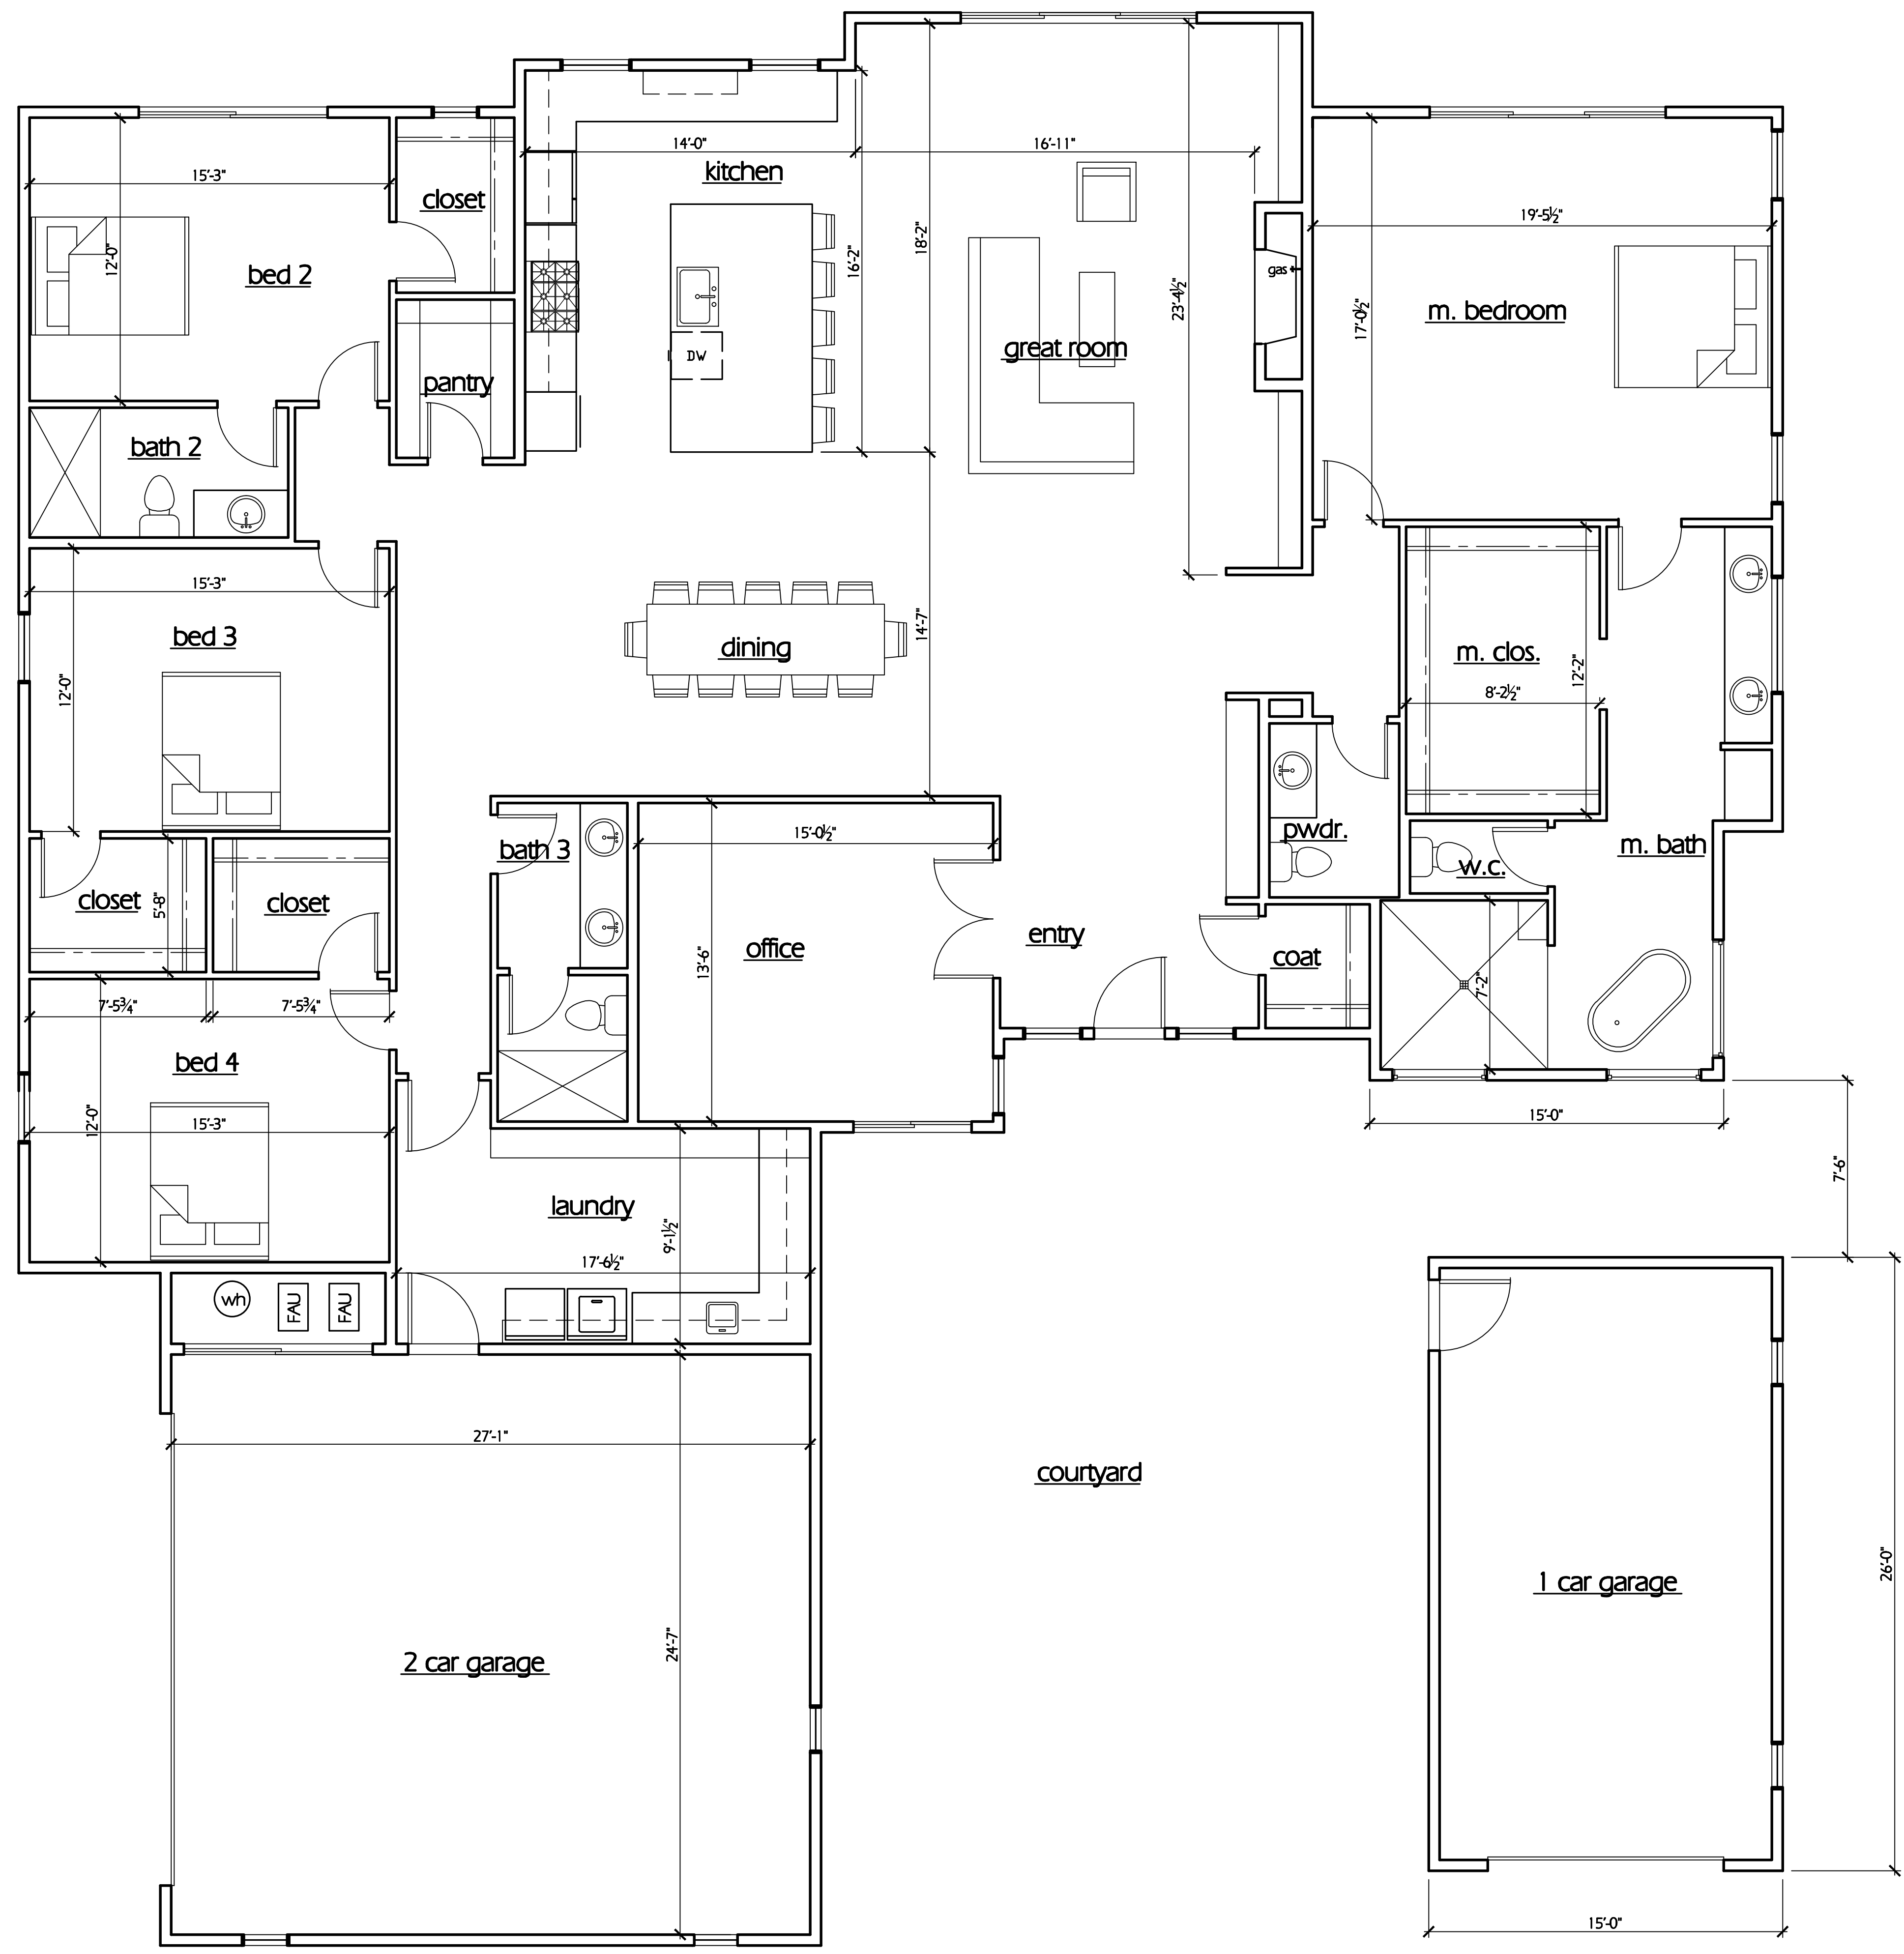 14'-0"
16'-11"
kitchen
15'-3"
closet
19'-5½"
18'-2"
16'-2"
12'-0"
bed 2
gas
23'-4½"
17'-0½"
m. bedroom
great room
DW
pantry
bath 2
15'-3"
bed 3
14'-7"
dining
m. clos.
12'-2"
12'-0"
8'-2½"
15'-0½"
bath 3
pwdr.
m. bath
w.c.
closet
5'-8"
closet
office
entry
13'-6"
coat
7'-2"
7'-5¾"
7'-5¾"
bed 4
12'-0"
15'-3"
15'-0"
7'-6"
laundry
9'-1½"
17'-6½"
wh
FAU
FAU
27'-1"
courtyard
26'-0"
1 car garage
24'-7"
2 car garage
15'-0"